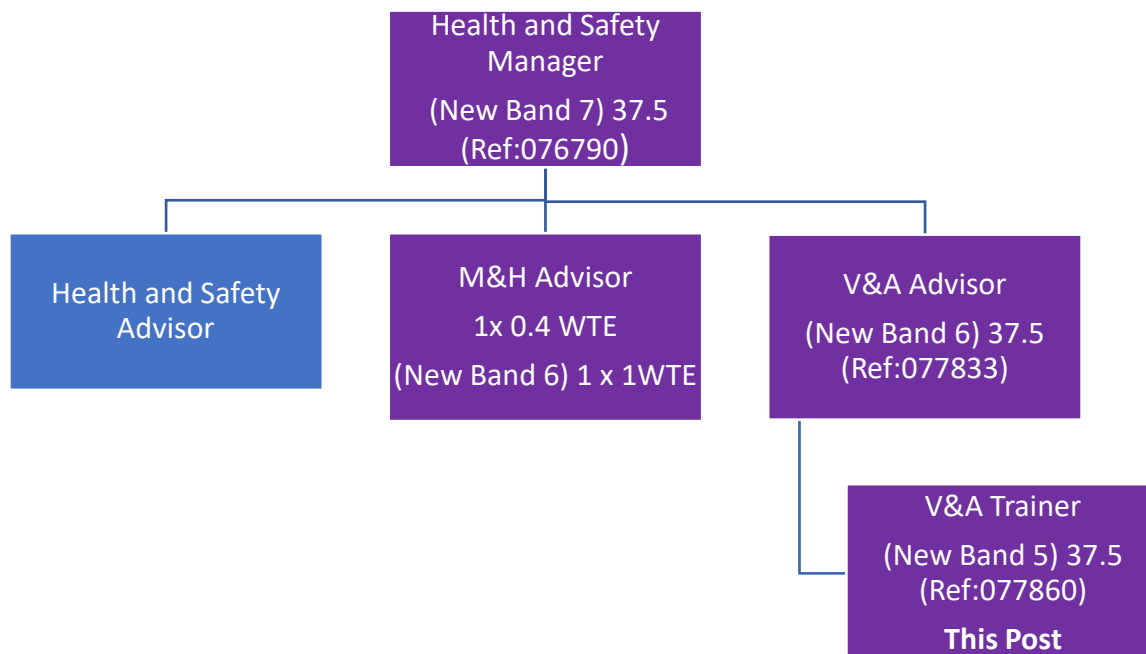 Health and Safety
Manager
(New Band 7) 37.5
(Ref:076790)
Health and Safety
Advisor
M&H Advisor
1x 0.4 WTE
(New Band 6) 1 x 1WTE
V&A Advisor
(New Band 6) 37.5
(Ref:077833)
V&A Trainer
(New Band 5) 37.5
(Ref:077860)
This Post